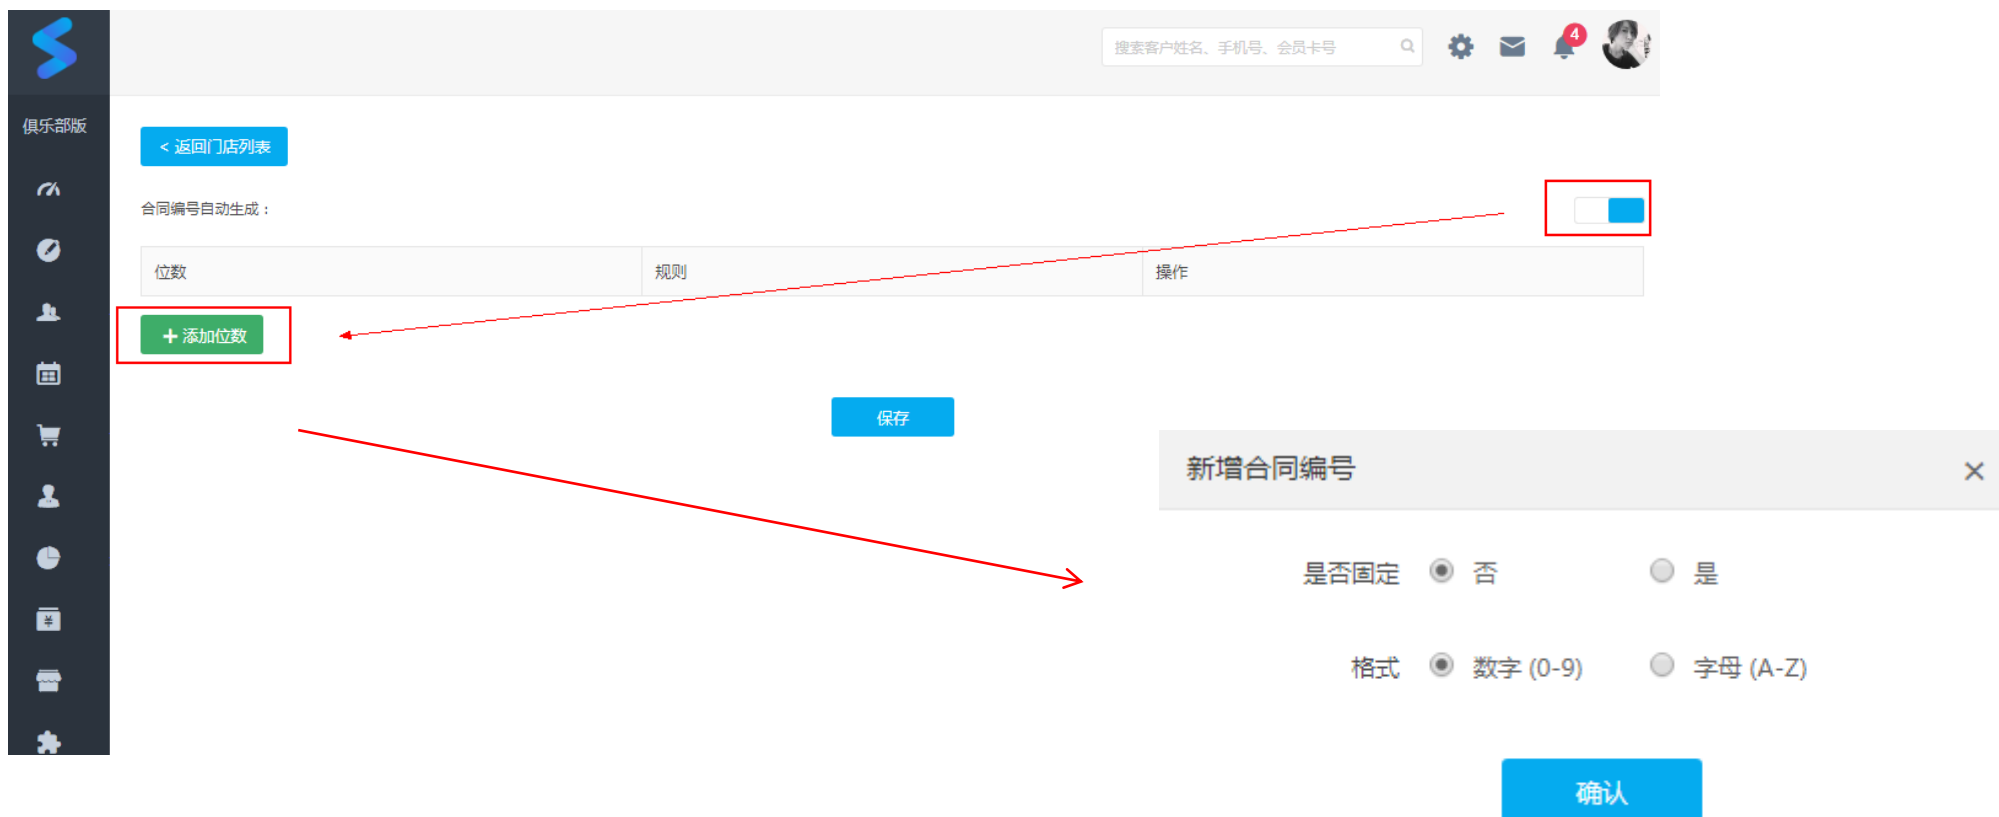 搜索客户姓名、手机号、会员卡号
4
俱乐部版
< 返回门店列表
合同编号自动生成：
位数 规则 操作
+ 添加位数
保存
新增合同编号 ×
是否固定 否 是
格式 数字 (0-9) 字母 (A-Z)
确认